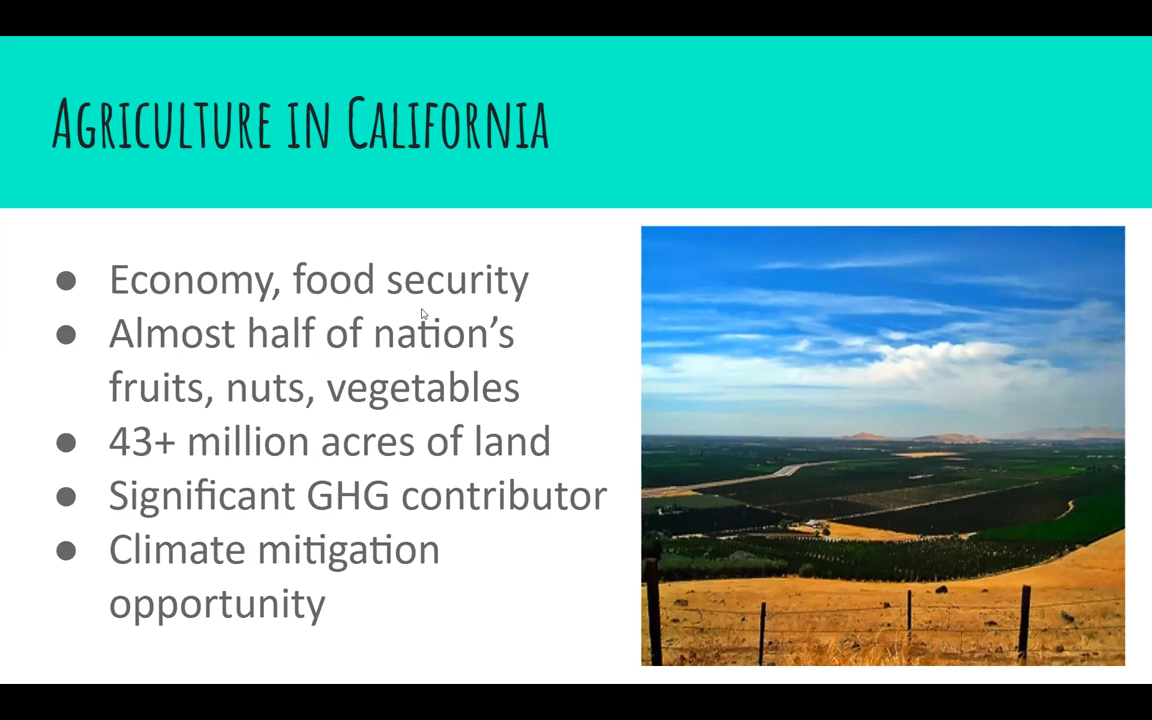 Agriculture in California
● Economy, food security
● Almost half of nation's
fruits, nuts, vegetables
● 43+ million acres of land
● Significant GHG contributor
● Climate mitigation
opportunity